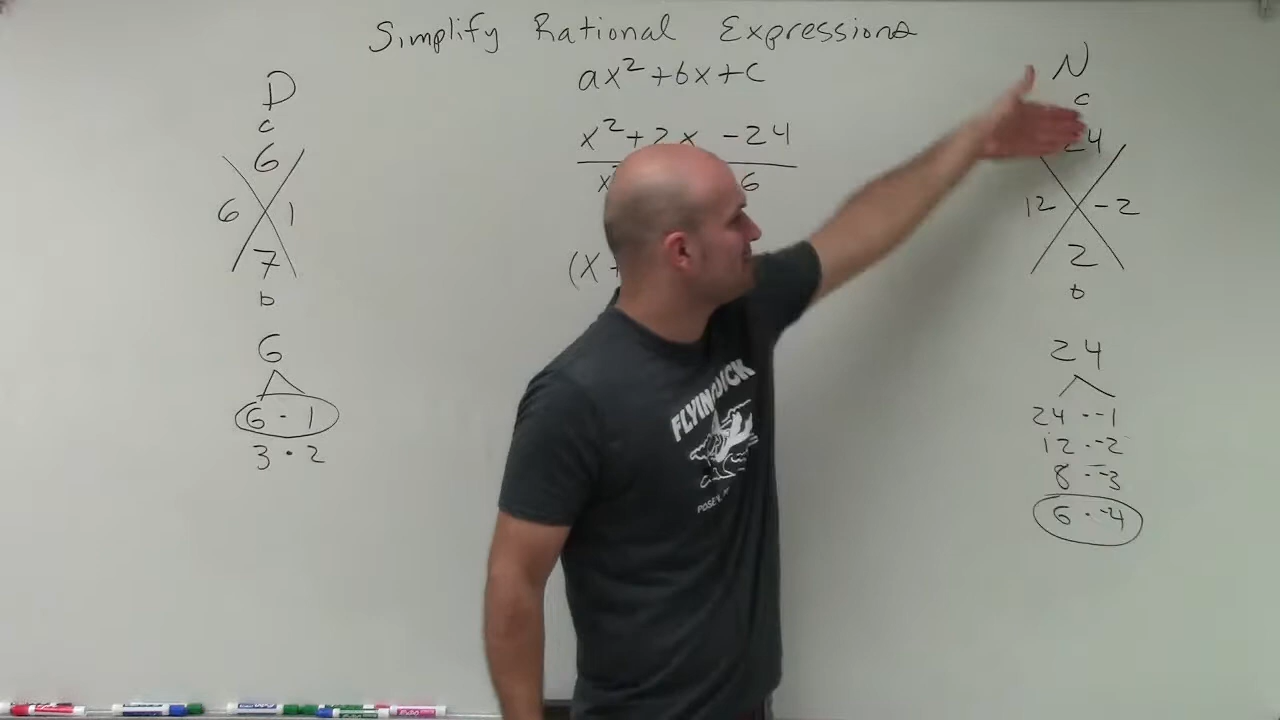 Simplify Rational Expressions
ax² + bx + c
x² + 2x - 24
6
(x +
D
c
6
6 1
7
b
6
6 · 1
3 · 2
N
c
24
12 -2
2
b
24
24 · -1
12 · -2
8 · -3
6 · -4
FLYING